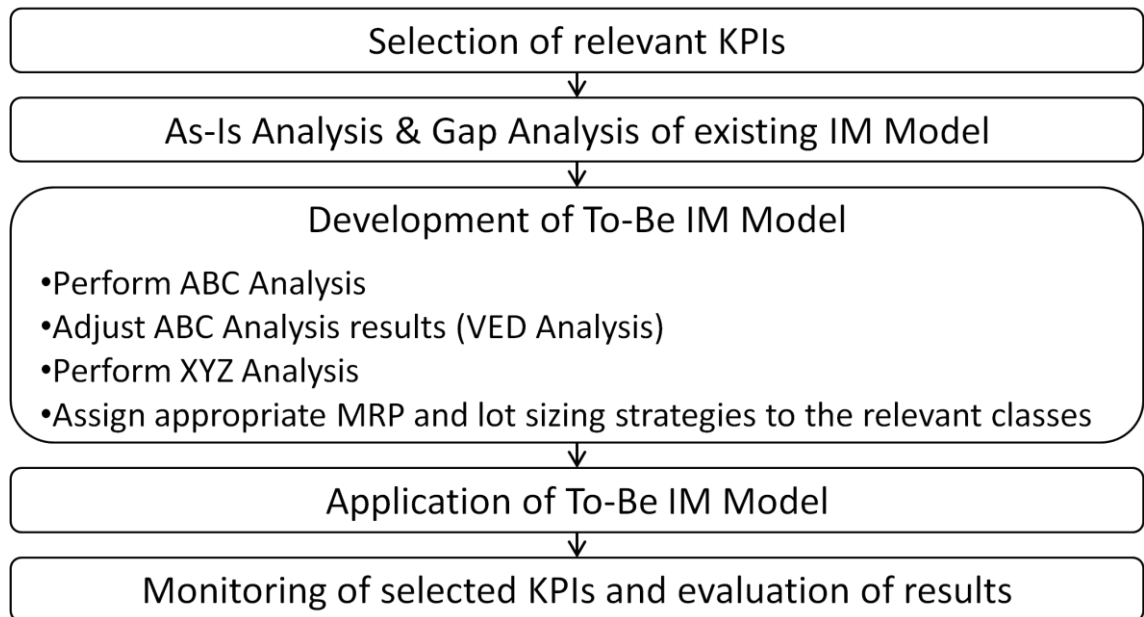 Selection of relevant KPIs
As-Is Analysis & Gap Analysis of existing IM Model
Development of To-Be IM Model
•Perform ABC Analysis
•Adjust ABC Analysis results (VED Analysis)
•Perform XYZ Analysis
•Assign appropriate MRP and lot sizing strategies to the relevant classes
Application of To-Be IM Model
Monitoring of selected KPIs and evaluation of results